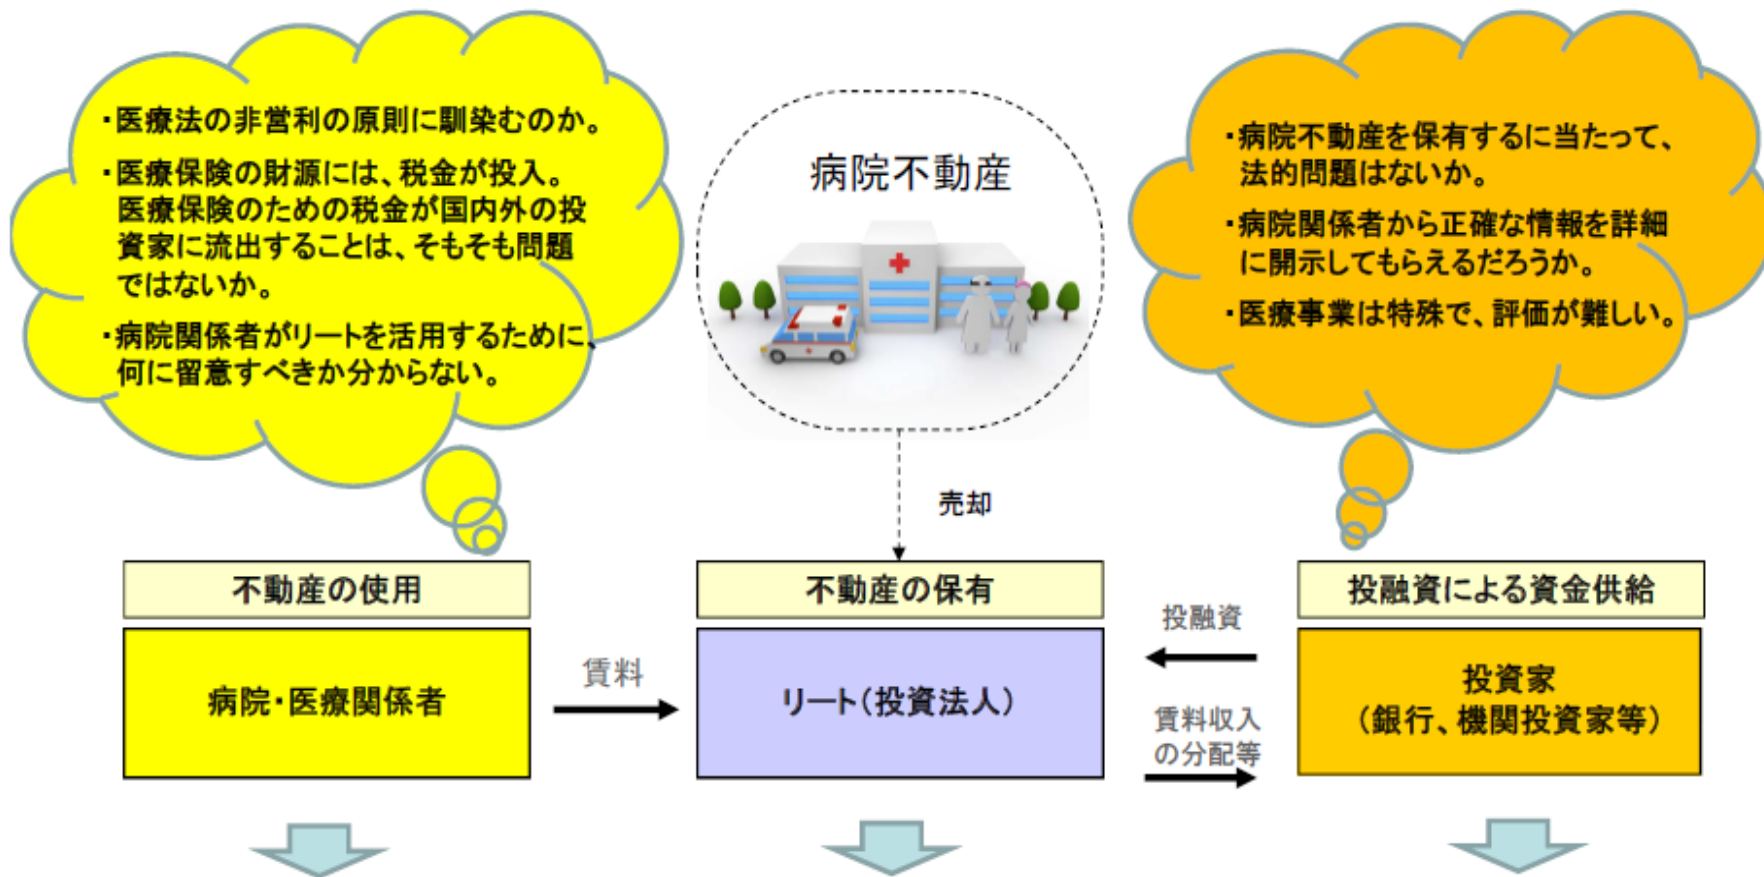 ・医療法の非営利の原則に馴染むのか。
・医療保険の財源には、税金が投入。
医療保険のための税金が国内外の投
資家に流出することは、そもそも問題
ではないか。
・病院関係者がリートを活用するために、
何に留意すべきか分からない。
病院不動産
・病院不動産を保有するに当たって、
法的問題はないか。
・病院関係者から正確な情報を詳細
に開示してもらえるだろうか。
・医療事業は特殊で、評価が難しい。
売却
不動産の使用
病院・医療関係者
賃料
不動産の保有
リート(投資法人)
投融資
賃料収入
の分配等
投融資による資金供給
投資家
(銀行、機関投資家等)